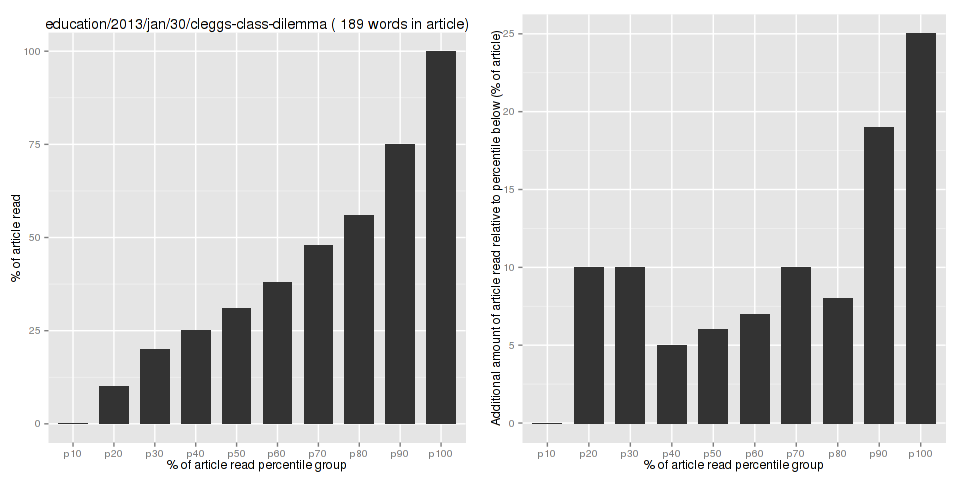 education/2013/jan/30/cleggs-class-dilemma ( 189 words in article)
% of article read
100
75
50
25
0
p10 p20 p30 p40 p50 p60 p70 p80 p90 p100
% of article read percentile group
Additional amount of article read relative to percentile below (% of article)
25
20
15
10
5
0
p10 p20 p30 p40 p50 p60 p70 p80 p90 p100
% of article read percentile group